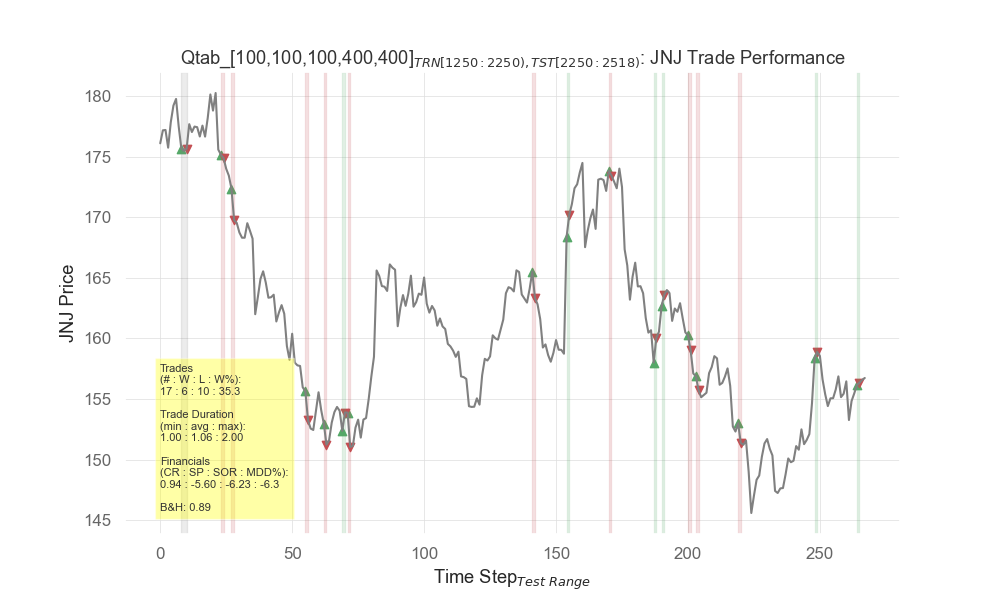 Qtab_[100,100,100,400,400]TRN[1250:2250),TST[2250:2518): JNJ Trade Performance
180
175
170
165
160
155
150
145
JNJ Price
Trades
(# : W : L : W%):
17 : 6 : 10 : 35.3
Trade Duration
(min : avg : max):
1.00 : 1.06 : 2.00
Financials
(CR : SP : SOR : MDD%):
0.94 : -5.60 : -6.23 : -6.3
B&H: 0.89
0 50 100 150 200 250
Time StepTest Range